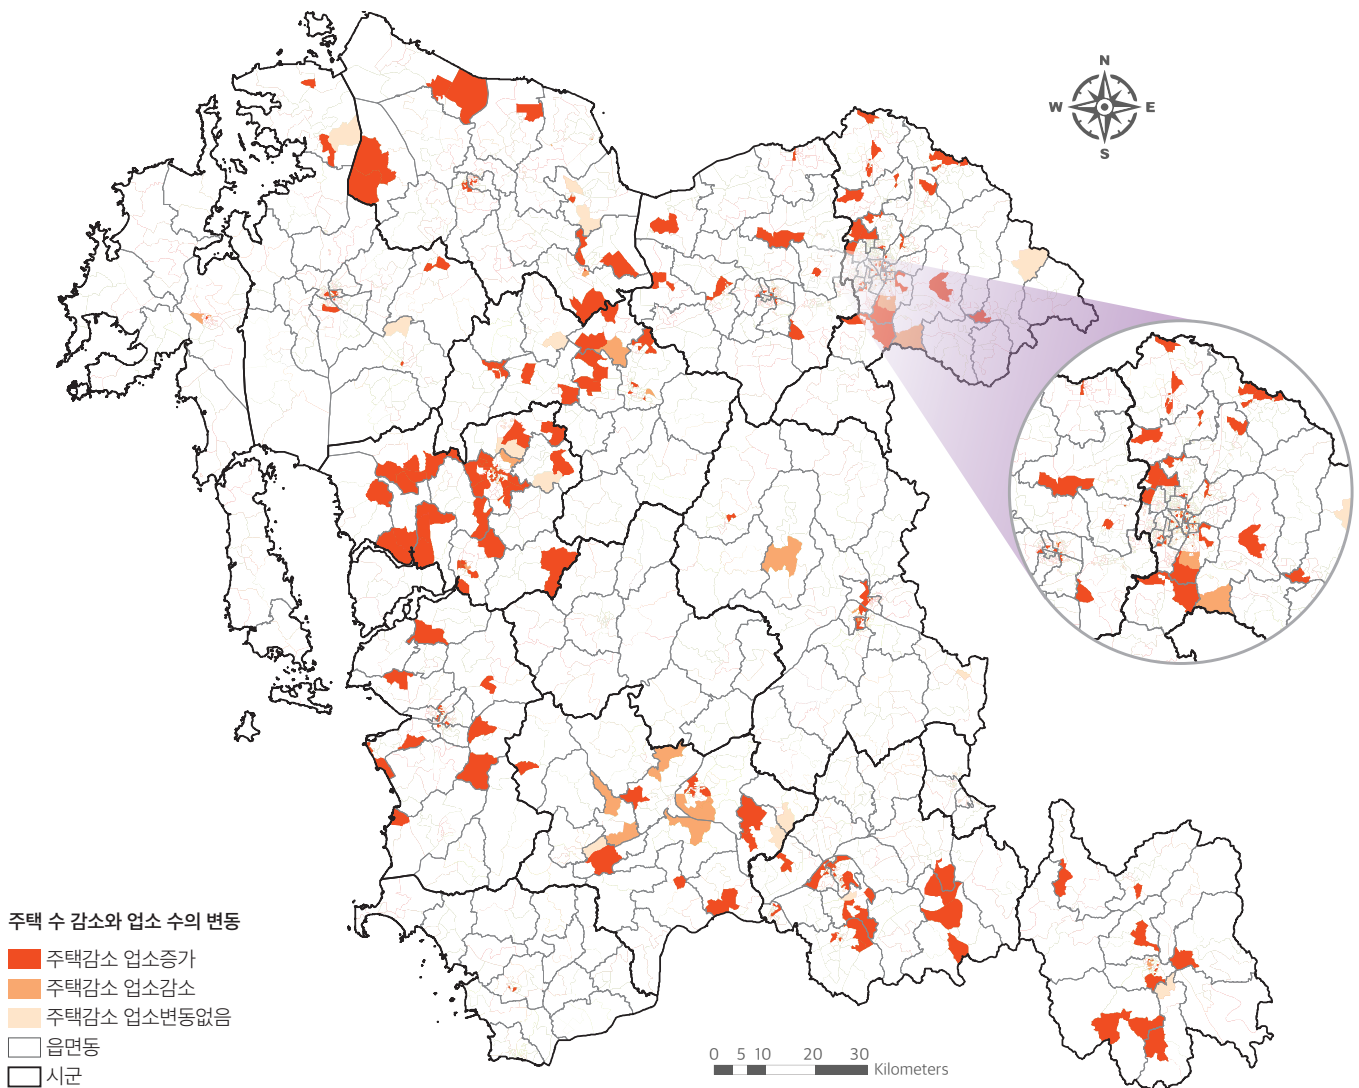 N
W E
S
주택 수 감소와 업소 수의 변동
주택감소 업소증가
주택감소 업소감소
주택감소 업소변동없음
읍면동
시군
0 5 10 20 30
Kilometers